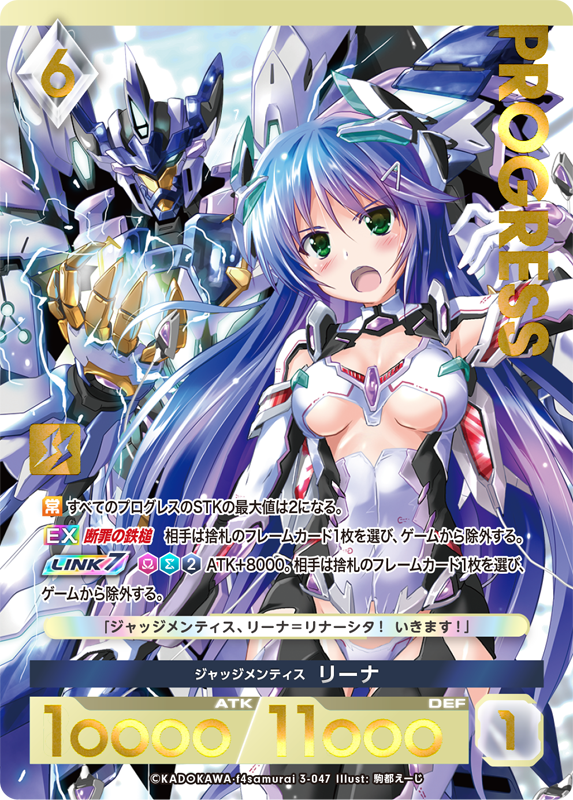 6
PROGRESS
常 すべてのプログレスのSTKの最大値は2になる。
EX 断罪の鉄槌 相手は捨札のフレームカード1枚を選び、ゲームから除外する。
LINK7 Ω Σ 2 ATK+8000。相手は捨札のフレームカード1枚を選び、
ゲームから除外する。
「ジャッジメンティス、リーナ=リナーシタ! いきます!」
ジャッジメンティス リーナ
ATK DEF
10000/11000 1
©KADOKAWA・f4samurai 3-047 Illust: 駒都えーじ